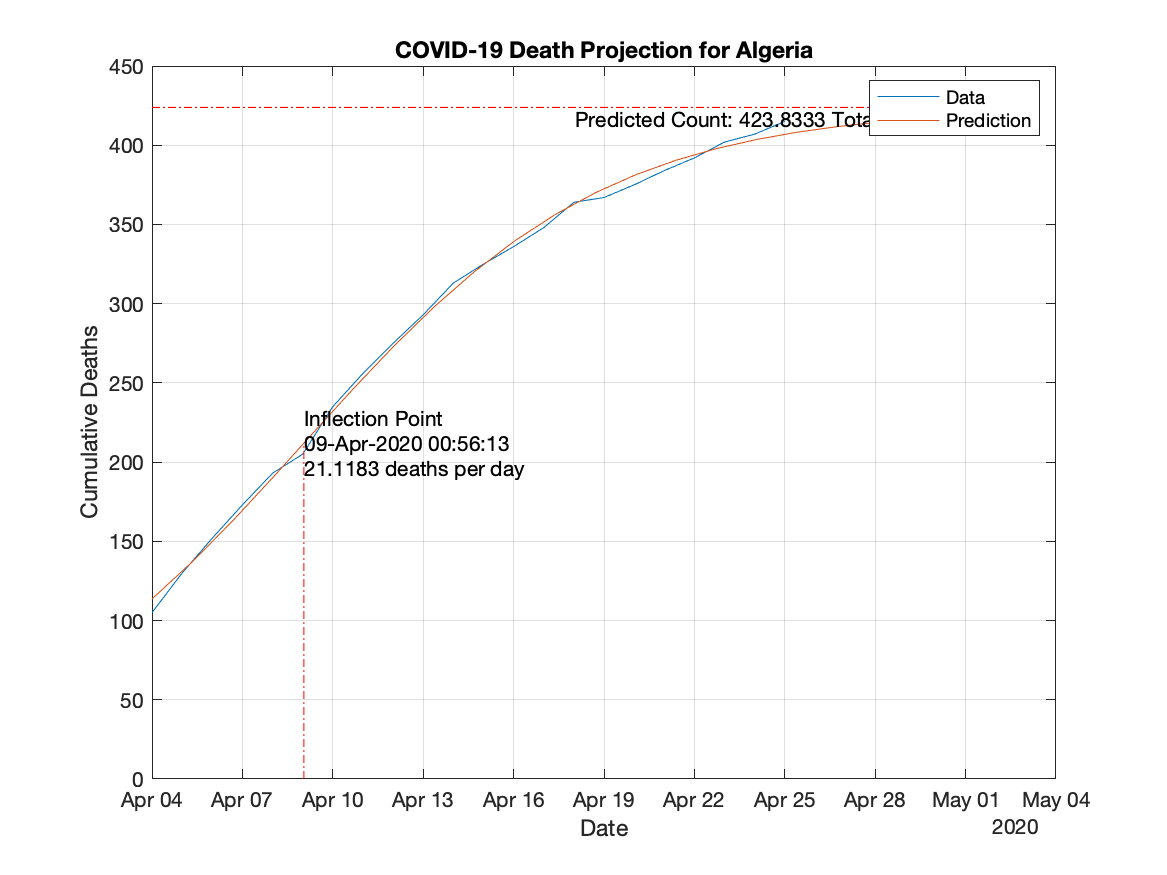 COVID-19 Death Projection for Algeria
450
400
350
300
250
200
150
100
50
0
Cumulative Deaths
Data
Prediction
Predicted Count: 423.8333
Inflection Point
09-Apr-2020 00:56:13
21.1183 deaths per day
Apr 04 Apr 07 Apr 10 Apr 13 Apr 16 Apr 19 Apr 22 Apr 25 Apr 28 May 01 May 04
Date
2020